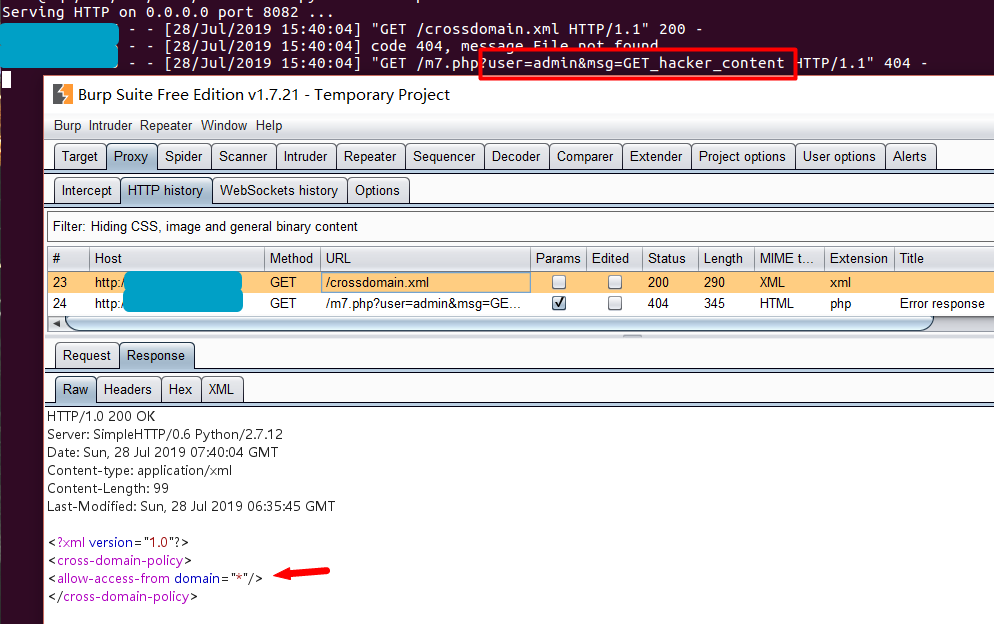 Serving HTTP on 0.0.0.0 port 8082 ...
- - [28/Jul/2019 15:40:04] "GET /crossdomain.xml HTTP/1.1" 200 -
- - [28/Jul/2019 15:40:04] code 404, message File not found
- - [28/Jul/2019 15:40:04] "GET /m7.php?user=admin&msg=GET_hacker_content HTTP/1.1" 404 -
Burp Suite Free Edition v1.7.21 - Temporary Project
Burp Intruder Repeater Window Help
Target Proxy Spider Scanner Intruder Repeater Sequencer Decoder Comparer Extender Project options User options Alerts
Intercept HTTP history WebSockets history Options
Filter: Hiding CSS, image and general binary content
# Host Method URL Params Edited Status Length MIME t... Extension Title
23 http:/ GET /crossdomain.xml 200 290 XML xml
24 http:/ GET /m7.php?user=admin&msg=GE... 404 345 HTML php Error response
Request Response
Raw Headers Hex XML
HTTP/1.0 200 OK
Server: SimpleHTTP/0.6 Python/2.7.12
Date: Sun, 28 Jul 2019 07:40:04 GMT
Content-type: application/xml
Content-Length: 99
Last-Modified: Sun, 28 Jul 2019 06:35:45 GMT
<?xml version="1.0"?>
<cross-domain-policy>
<allow-access-from domain="*"/>
</cross-domain-policy>